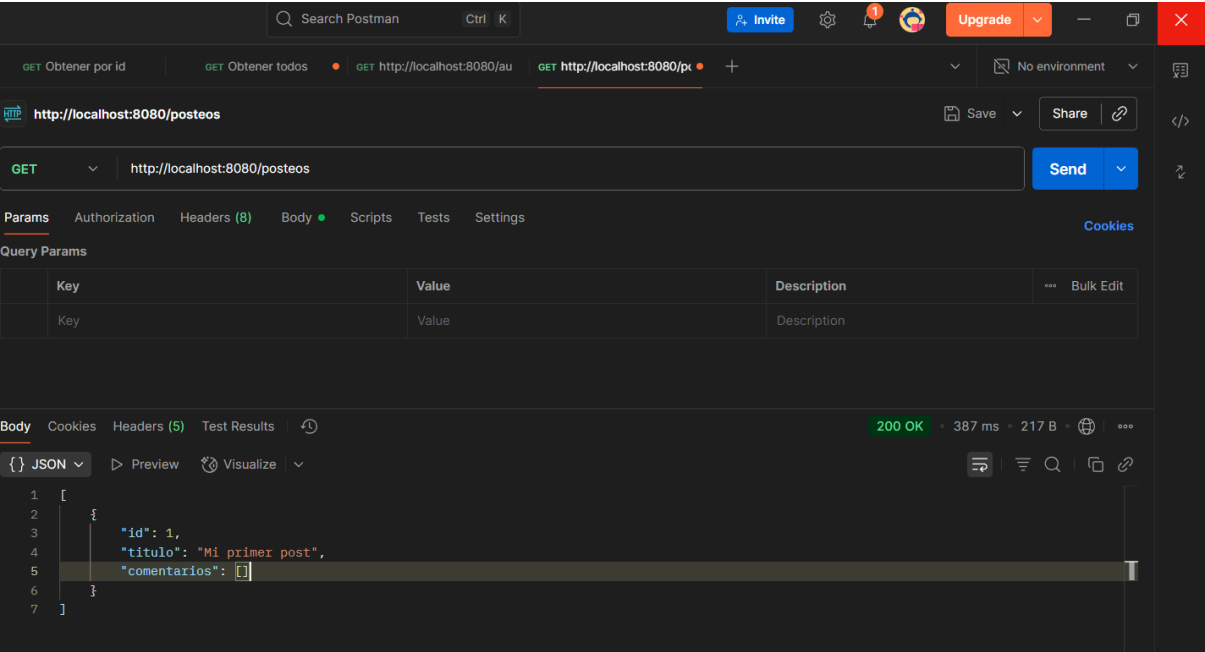 Search Postman Ctrl K Invite 1 Upgrade
GET Obtener por id GET Obtener todos GET http://localhost:8080/au GET http://localhost:8080/po No environment
HTTP http://localhost:8080/posteos Save Share
GET http://localhost:8080/posteos Send
Params Authorization Headers (8) Body Scripts Tests Settings
Cookies
Query Params
Key Value Description Bulk Edit
Key Value Description
Body Cookies Headers (5) Test Results 200 OK 387 ms 217 B
{} JSON Preview Visualize
1 [
2 {
3 "id": 1,
4 "titulo": "Mi primer post",
5 "comentarios": []
6 }
7 ]